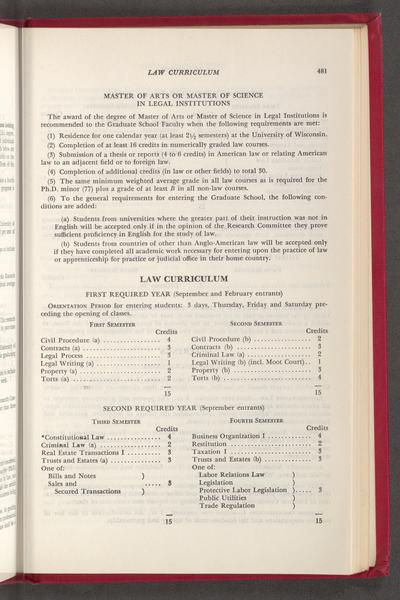 LAW CURRICULUM 481
MASTER OF ARTS OR MASTER OF SCIENCE
IN LEGAL INSTITUTIONS
The award of the degree of Master of Arts or Master of Science in Legal Institutions is
recommended to the Graduate School Faculty when the following requirements are met:
(1) Residence for one calendar year (at least 2½ semesters) at the University of Wisconsin.
(2) Completion of at least 16 credits in numerically graded law courses.
(3) Submission of a thesis or reports (4 to 6 credits) in American law or relating American
law to an adjacent field or to foreign law.
(4) Completion of additional credits (in law or other fields) to total 30.
(5) The same minimum weighted average grade in all law courses as is required for the
Ph.D. minor (77) plus a grade of at least B in all non-law courses.
(6) To the general requirements for entering the Graduate School, the following con-
ditions are added:
(a) Students from universities where the greater part of their instruction was not in
English will be accepted only if in the opinion of the Research Committee they prove
sufficient proficiency in English for the study of law.
(b) Students from countries of other than Anglo-American law will be accepted only
if they have completed all academic work necessary for entering upon the practice of law
or apprenticeship for practice or judicial office in their home country.
LAW CURRICULUM
FIRST REQUIRED YEAR (September and February entrants)
ORIENTATION PERIOD for entering students: 3 days, Thursday, Friday and Saturday pre-
ceding the opening of classes.
FIRST SEMESTER
Credits
Civil Procedure (a) .................... 4
Contracts (a) .................... 3
Legal Process .................... 3
Legal Writing (a) .................... 1
Property (a) .................... 2
Torts (a) .................... 2
15
SECOND SEMESTER
Credits
Civil Procedure (b) .................... 2
Contracts (b) .................... 3
Criminal Law (a) .................... 2
Legal Writing (b) (incl. Moot Court).. 1
Property (b) .................... 3
Torts (b) .................... 4
15
SECOND REQUIRED YEAR (September entrants)
THIRD SEMESTER
Credits
*Constitutional Law .................... 4
Criminal Law (a) .................... 2
Real Estate Transactions I .......... 3
Trusts and Estates (a) .............. 3
One of:
Bills and Notes )
Sales and ..... 3
Secured Transactions )
15
FOURTH SEMESTER
Credits
Business Organization I .............. 4
Restitution .................... 2
Taxation I .................... 3
Trusts and Estates (b) .............. 3
One of:
Labor Relations Law )
Legislation )
Protective Labor Legislation )..... 3
Public Utilities )
Trade Regulation )
15